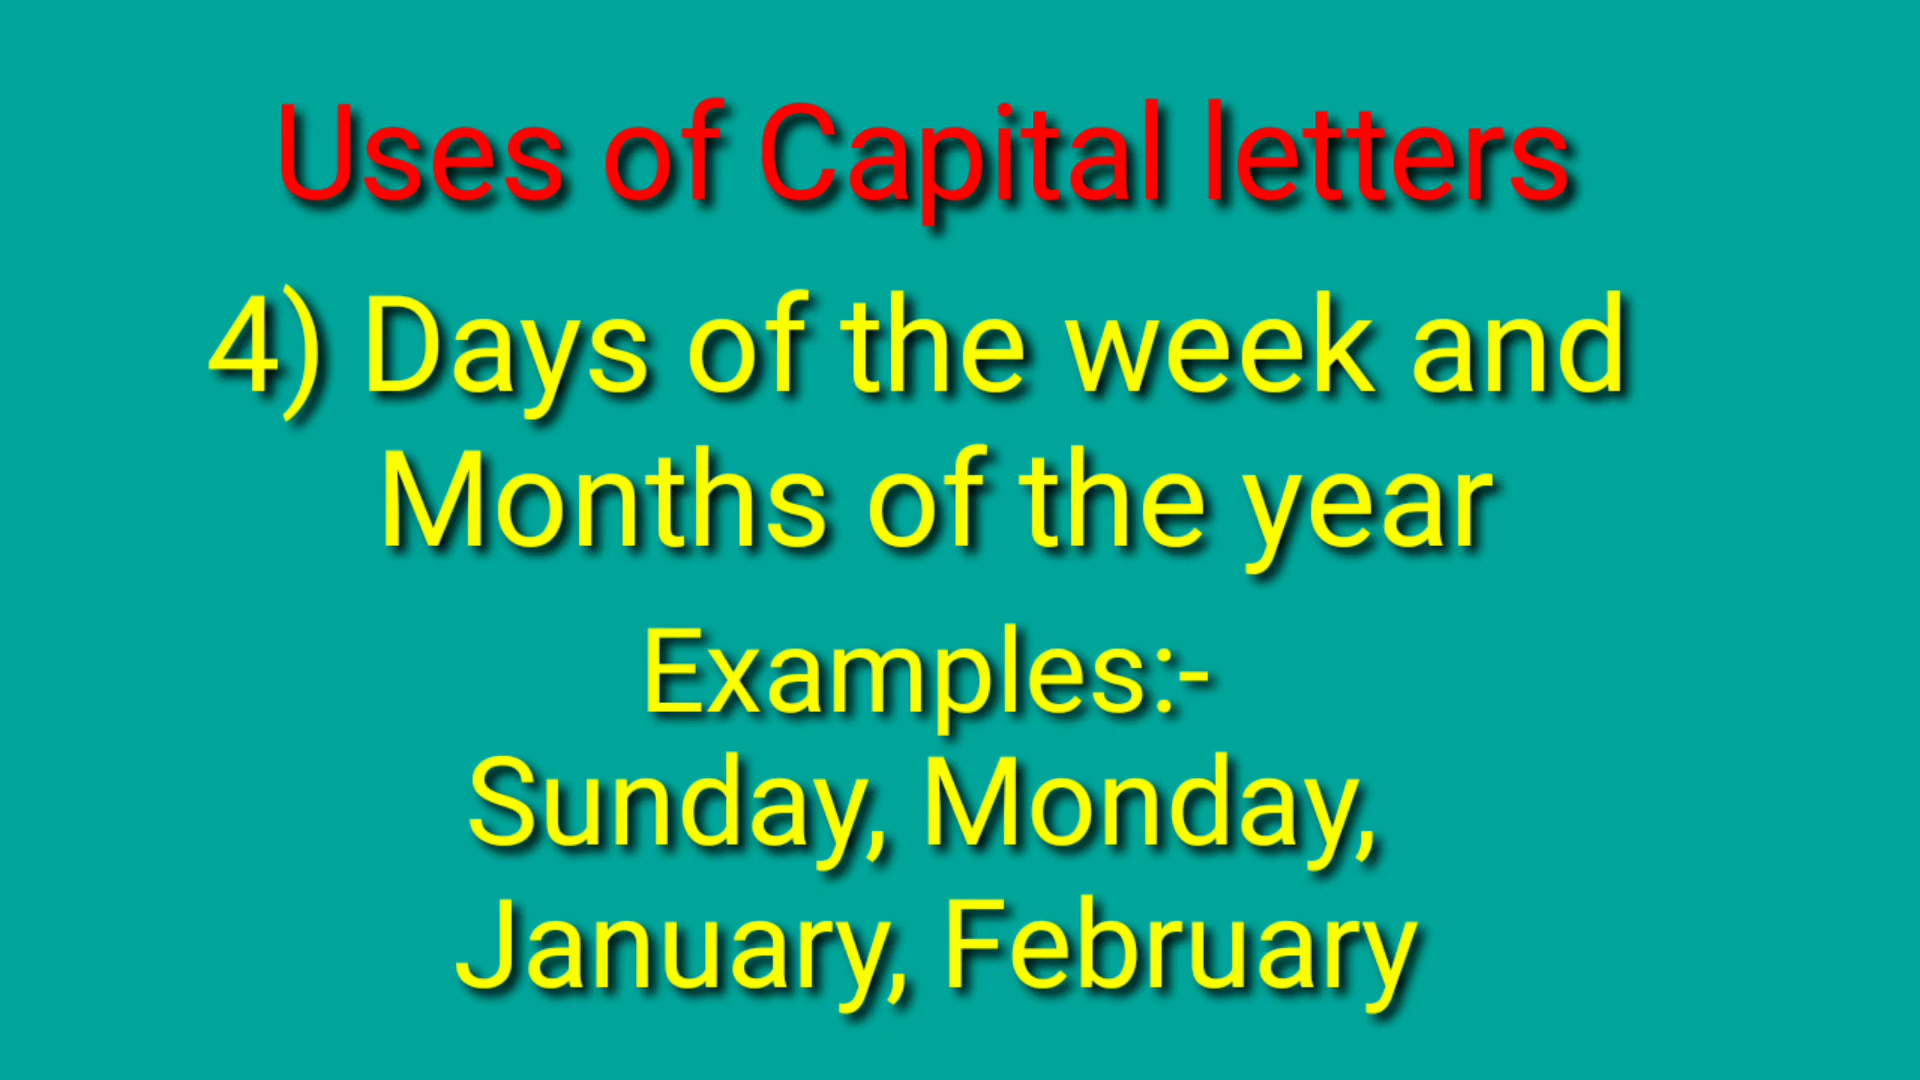 Uses of Capital letters
4) Days of the week and
Months of the year
Examples:-
Sunday, Monday,
January, February